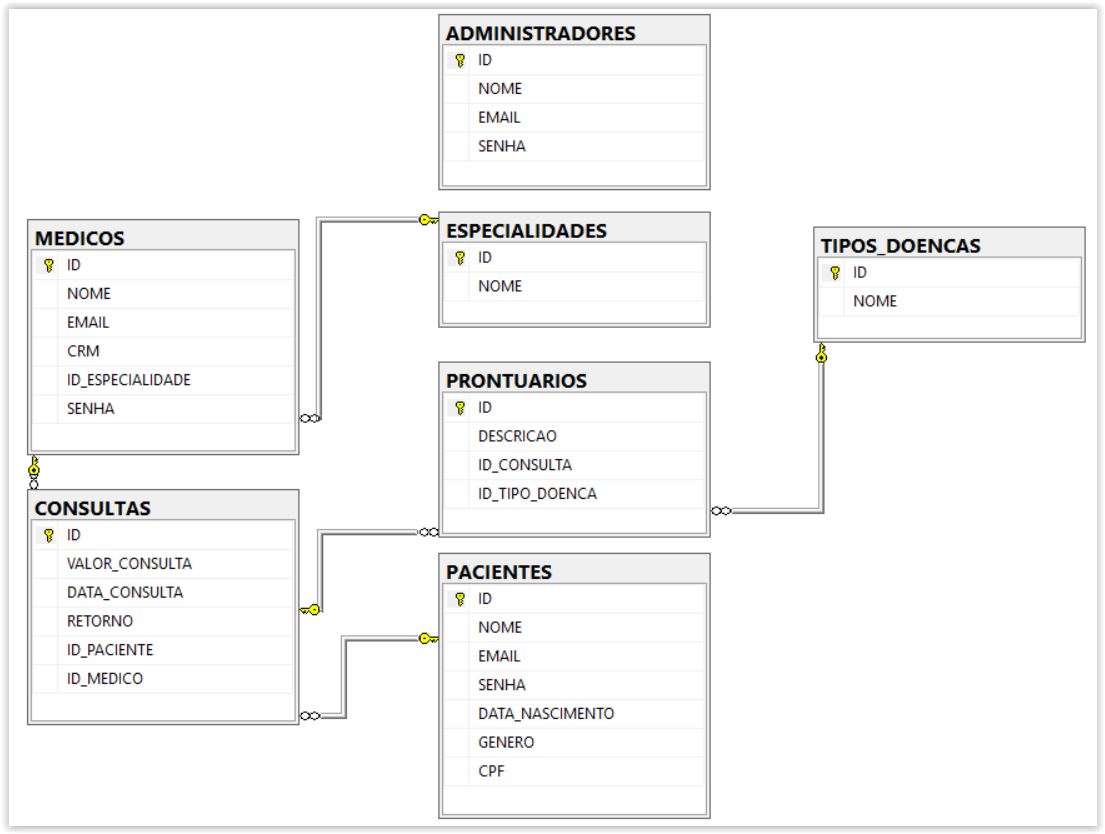 ADMINISTRADORES
ID
NOME
EMAIL
SENHA
MEDICOS
ID
NOME
EMAIL
CRM
ID_ESPECIALIDADE
SENHA
ESPECIALIDADES
ID
NOME
TIPOS_DOENCAS
ID
NOME
PRONTUARIOS
ID
DESCRICAO
ID_CONSULTA
ID_TIPO_DOENCA
CONSULTAS
ID
VALOR_CONSULTA
DATA_CONSULTA
RETORNO
ID_PACIENTE
ID_MEDICO
PACIENTES
ID
NOME
EMAIL
SENHA
DATA_NASCIMENTO
GENERO
CPF